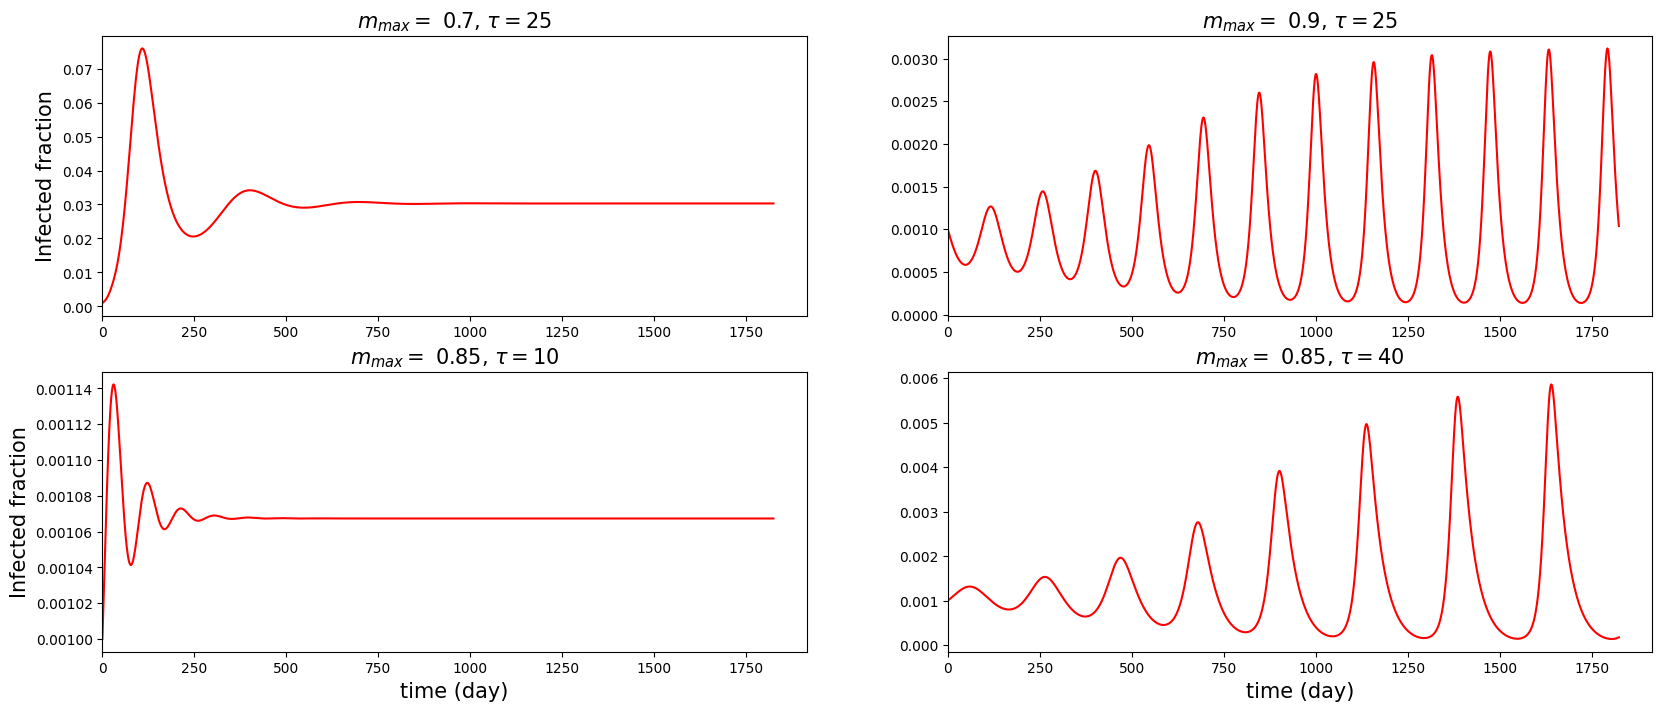 m_max = 0.7, τ = 25
0.07
0.06
0.05
0.04
0.03
0.02
0.01
0.00
Infected fraction
0 250 500 750 1000 1250 1500 1750
m_max = 0.9, τ = 25
0.0030
0.0025
0.0020
0.0015
0.0010
0.0005
0.0000
0 250 500 750 1000 1250 1500 1750
m_max = 0.85, τ = 10
0.00114
0.00112
0.00110
0.00108
0.00106
0.00104
0.00102
0.00100
Infected fraction
0 250 500 750 1000 1250 1500 1750
time (day)
m_max = 0.85, τ = 40
0.006
0.005
0.004
0.003
0.002
0.001
0.000
0 250 500 750 1000 1250 1500 1750
time (day)